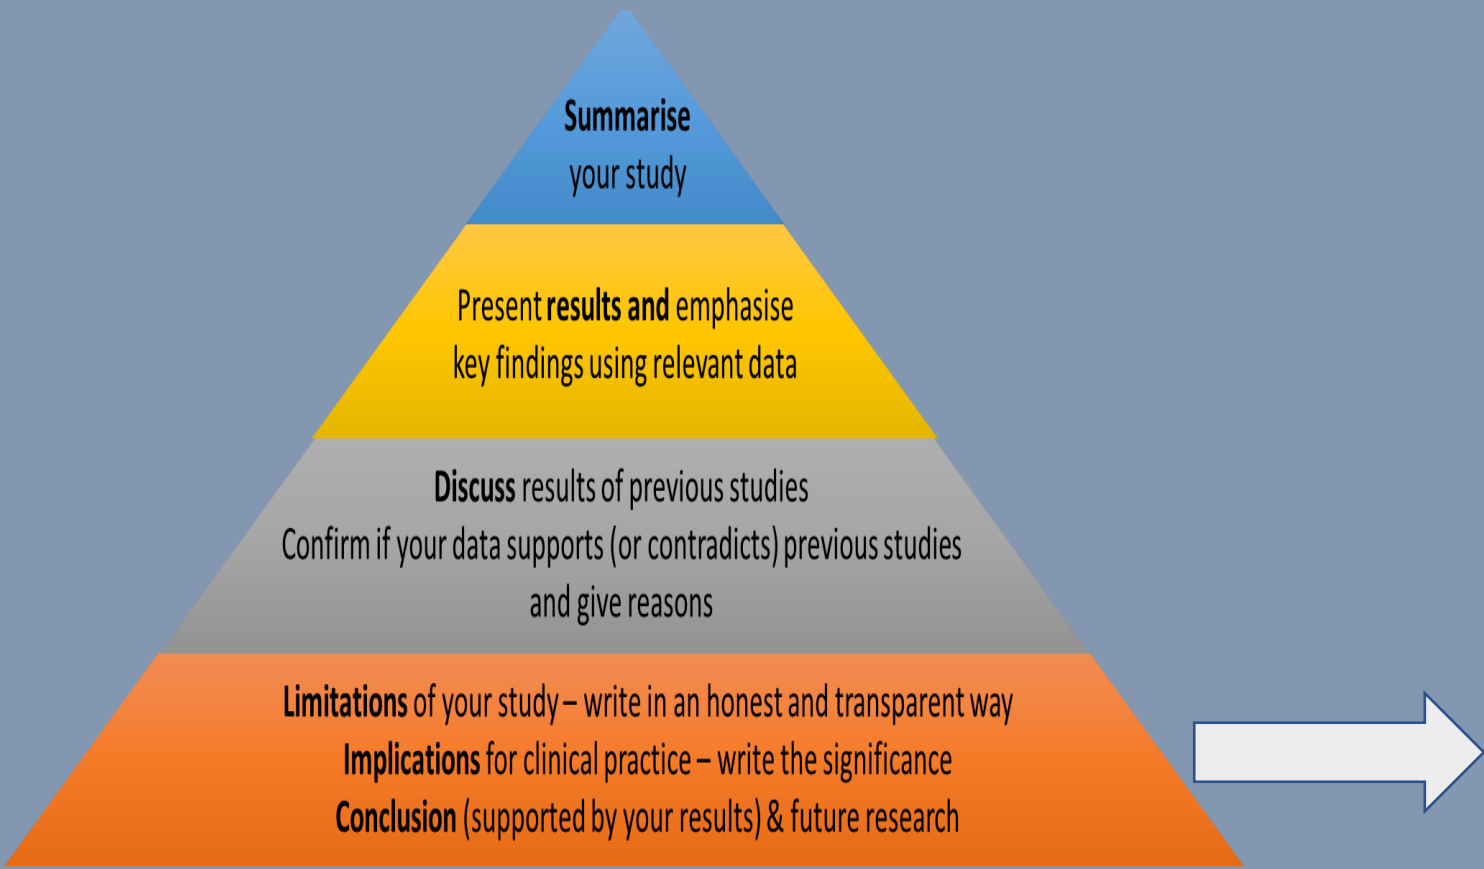 Summarise
your study
Present results and emphasise
key findings using relevant data
Discuss results of previous studies
Confirm if your data supports (or contradicts) previous studies
and give reasons
Limitations of your study – write in an honest and transparent way
Implications for clinical practice – write the significance
Conclusion (supported by your results) & future research